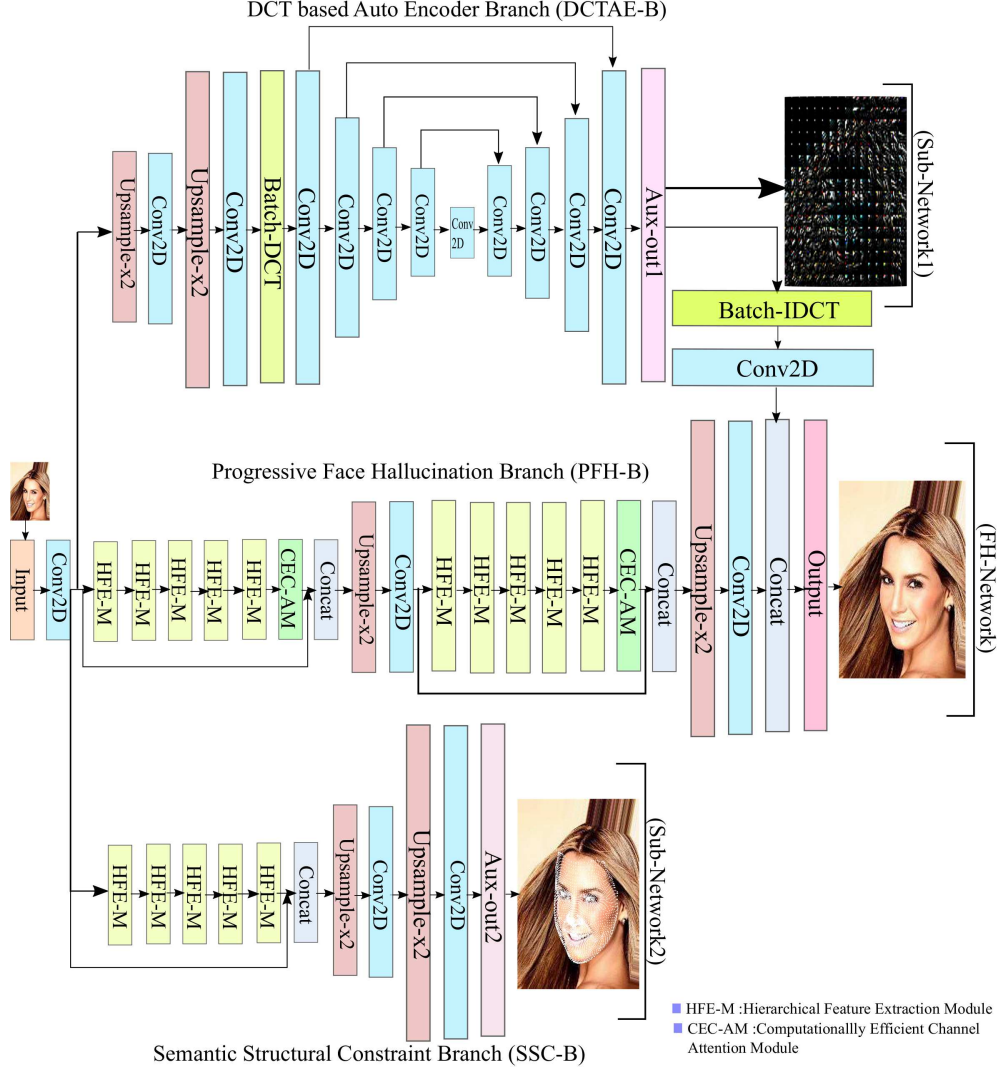 DCT based Auto Encoder Branch (DCTAE-B)
Upsample-x2
Conv2D
Upsample-x2
Conv2D
Batch-DCT
Conv2D
Conv2D
Conv2D
Conv2D
Conv
2D
Conv2D
Conv2D
Conv2D
Conv2D
Aux-out1
(Sub-Network1)
Batch-IDCT
Conv2D
Progressive Face Hallucination Branch (PFH-B)
Input
Conv2D
HFE-M
HFE-M
HFE-M
HFE-M
HFE-M
CEC-AM
Concat
Upsample-x2
Conv2D
HFE-M
HFE-M
HFE-M
HFE-M
HFE-M
CEC-AM
Concat
Upsample-x2
Conv2D
Concat
Output
(FH-Network)
HFE-M
HFE-M
HFE-M
HFE-M
HFE-M
Concat
Upsample-x2
Conv2D
Upsample-x2
Conv2D
Aux-out2
(Sub-Network2)
HFE-M :Hierarchical Feature Extraction Module
CEC-AM :Computationallly Efficient Channel
Attention Module
Semantic Structural Constraint Branch (SSC-B)